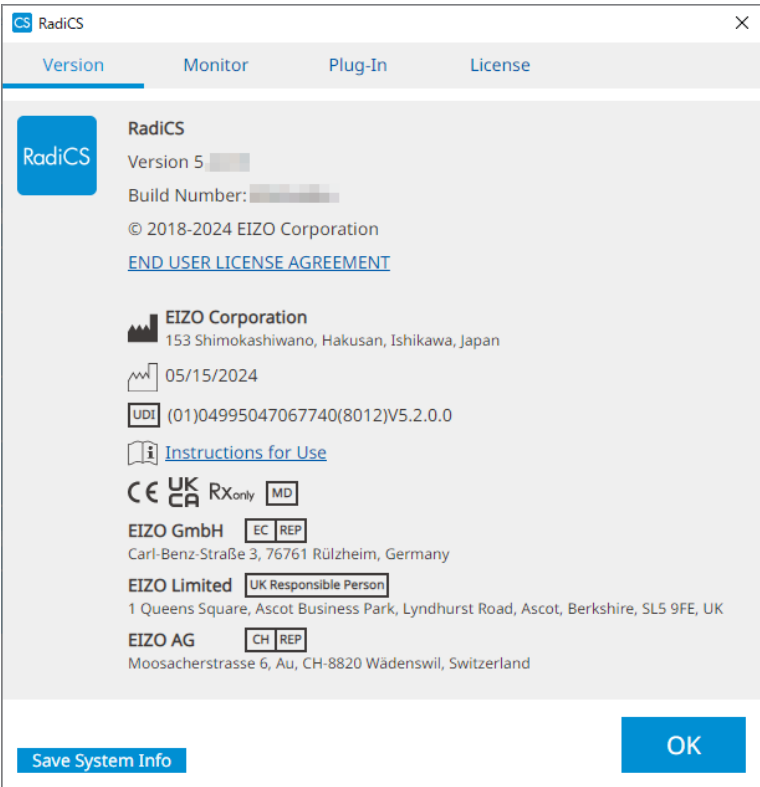 CS RadiCS
Version Monitor Plug-In License
RadiCS
RadiCS
Version 5
Build Number:
© 2018-2024 EIZO Corporation
END USER LICENSE AGREEMENT
EIZO Corporation
153 Shimokashiwano, Hakusan, Ishikawa, Japan
05/15/2024
UDI (01)04995047067740(8012)V5.2.0.0
i Instructions for Use
CE UK CA Rxonly MD
EIZO GmbH EC REP
Carl-Benz-Straße 3, 76761 Rülzheim, Germany
EIZO Limited UK Responsible Person
1 Queens Square, Ascot Business Park, Lyndhurst Road, Ascot, Berkshire, SL5 9FE, UK
EIZO AG CH REP
Moosacherstrasse 6, Au, CH-8820 Wädenswil, Switzerland
OK
Save System Info